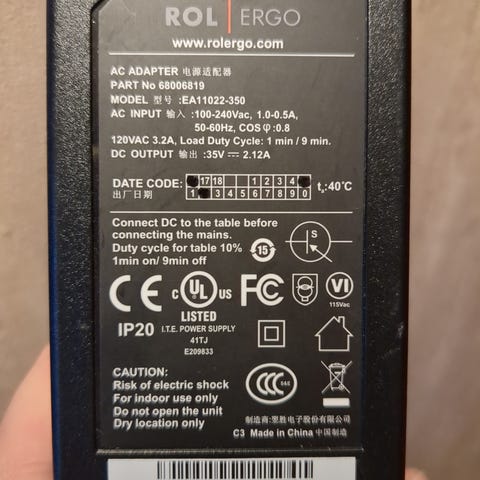 ROL | ERGO
www.rolergo.com
AC ADAPTER 电源适配器
PART No 68006819
MODEL 型号 :EA11022-350
AC INPUT 输入 :100-240Vac, 1.0-0.5A,
50-60Hz, COS φ:0.8
120VAC 3.2A, Load Duty Cycle: 1 min / 9 min.
DC OUTPUT 输出 :35V ⎓ 2.12A
DATE CODE: 17 18 1 2 3 4 tₐ:40℃
出厂日期 1 3 4 5 6 7 8 9 0
Connect DC to the table before
connecting the mains.
Duty cycle for table 10%
1min on/ 9min off
15
S
CE c UL US FC VI
115Vac
LISTED
IP20 I.T.E. POWER SUPPLY
41TJ
E209833
CAUTION:
Risk of electric shock
For indoor use only
Do not open the unit
Dry location only
CCC S&E
制造商:壁胜电子股份有限公司
C3 Made in China 中国制造